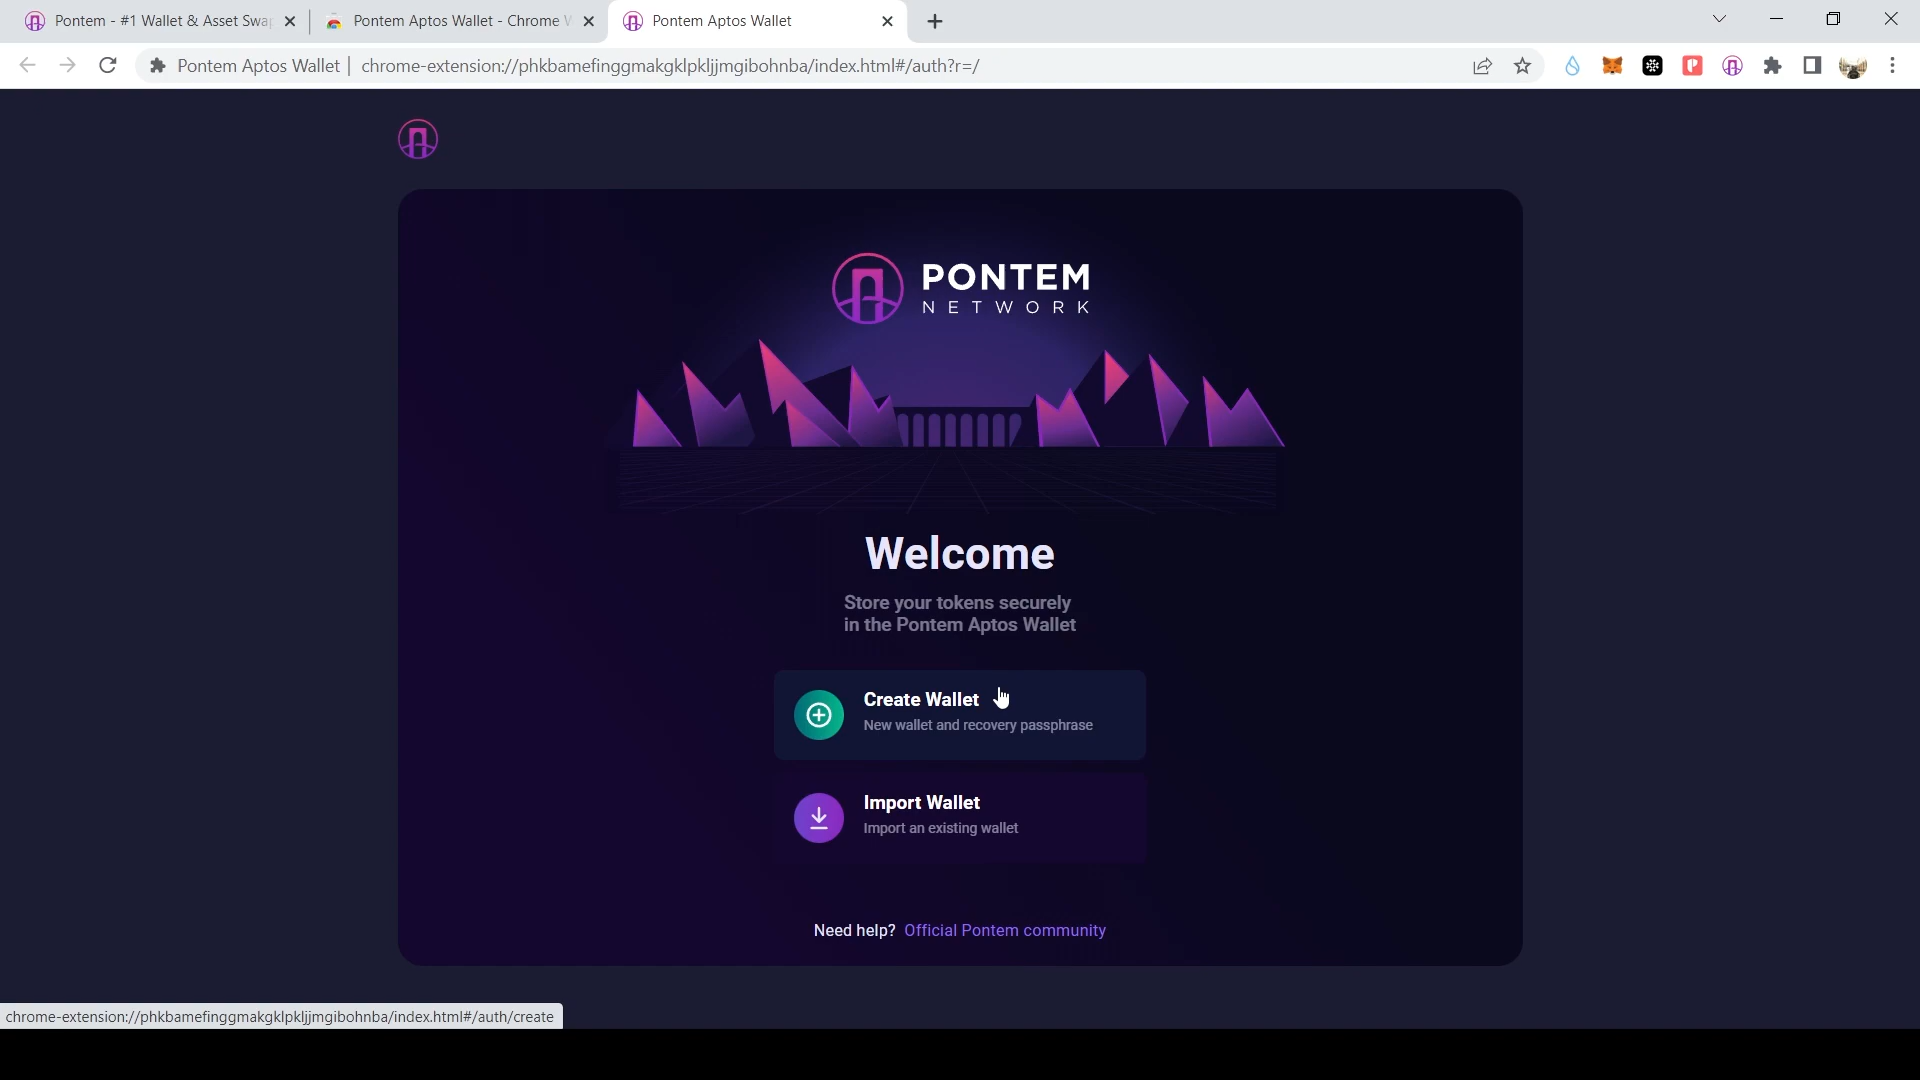 Pontem - #1 Wallet & Asset Swap
Pontem Aptos Wallet - Chrome W
Pontem Aptos Wallet
Pontem Aptos Wallet | chrome-extension://phkbamefinggmakgklpkljjmgibohnba/index.html#/auth?r=/
PONTEM
NETWORK
Welcome
Store your tokens securely
in the Pontem Aptos Wallet
Create Wallet
New wallet and recovery passphrase
Import Wallet
Import an existing wallet
Need help? Official Pontem community
chrome-extension://phkbamefinggmakgklpkljjmgibohnba/index.html#/auth/create